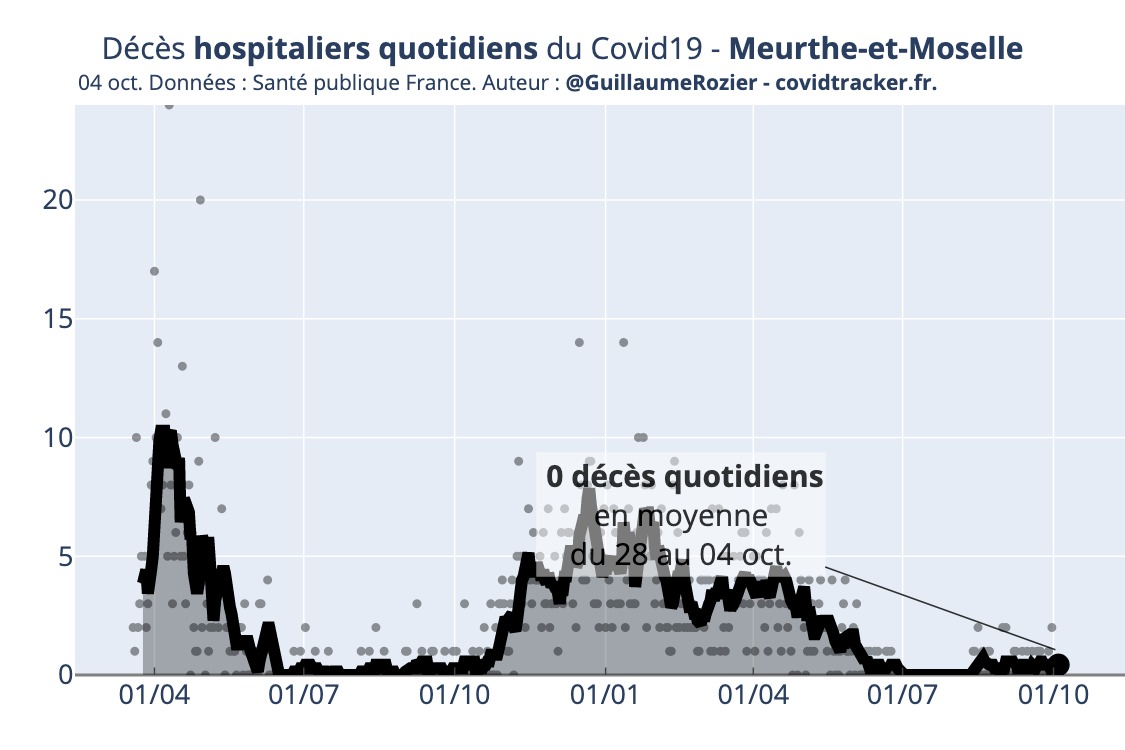 Décès hospitaliers quotidiens du Covid19 - Meurthe-et-Moselle
04 oct. Données : Santé publique France. Auteur : @GuillaumeRozier - covidtracker.fr.
20
15
10
5
0
0 décès quotidiens
en moyenne
du 28 au 04 oct.
01/04
01/07
01/10
01/01
01/04
01/07
01/10